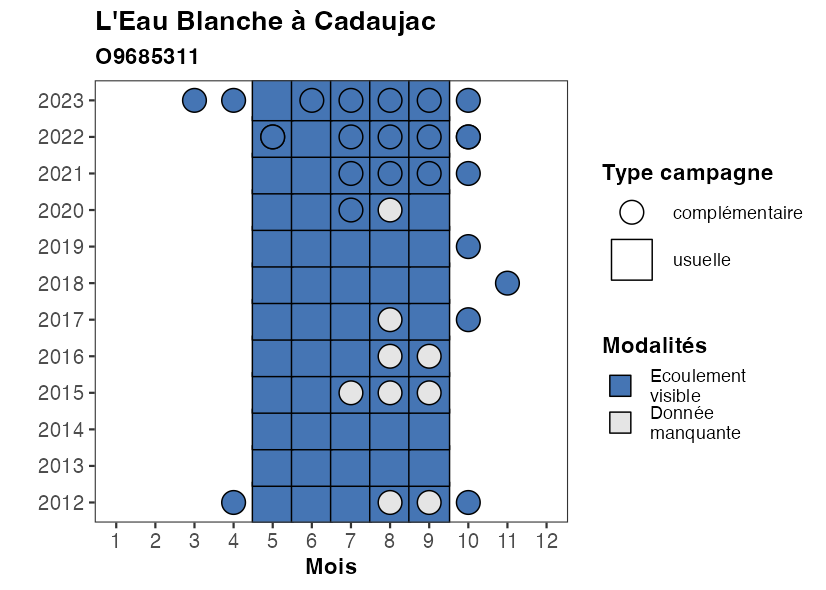 L'Eau Blanche à Cadaujac
O9685311
2023
2022
2021
2020
2019
2018
2017
2016
2015
2014
2013
2012
1 2 3 4 5 6 7 8 9 10 11 12
Mois
Type campagne
complémentaire
usuelle
Modalités
Ecoulement
visible
Donnée
manquante